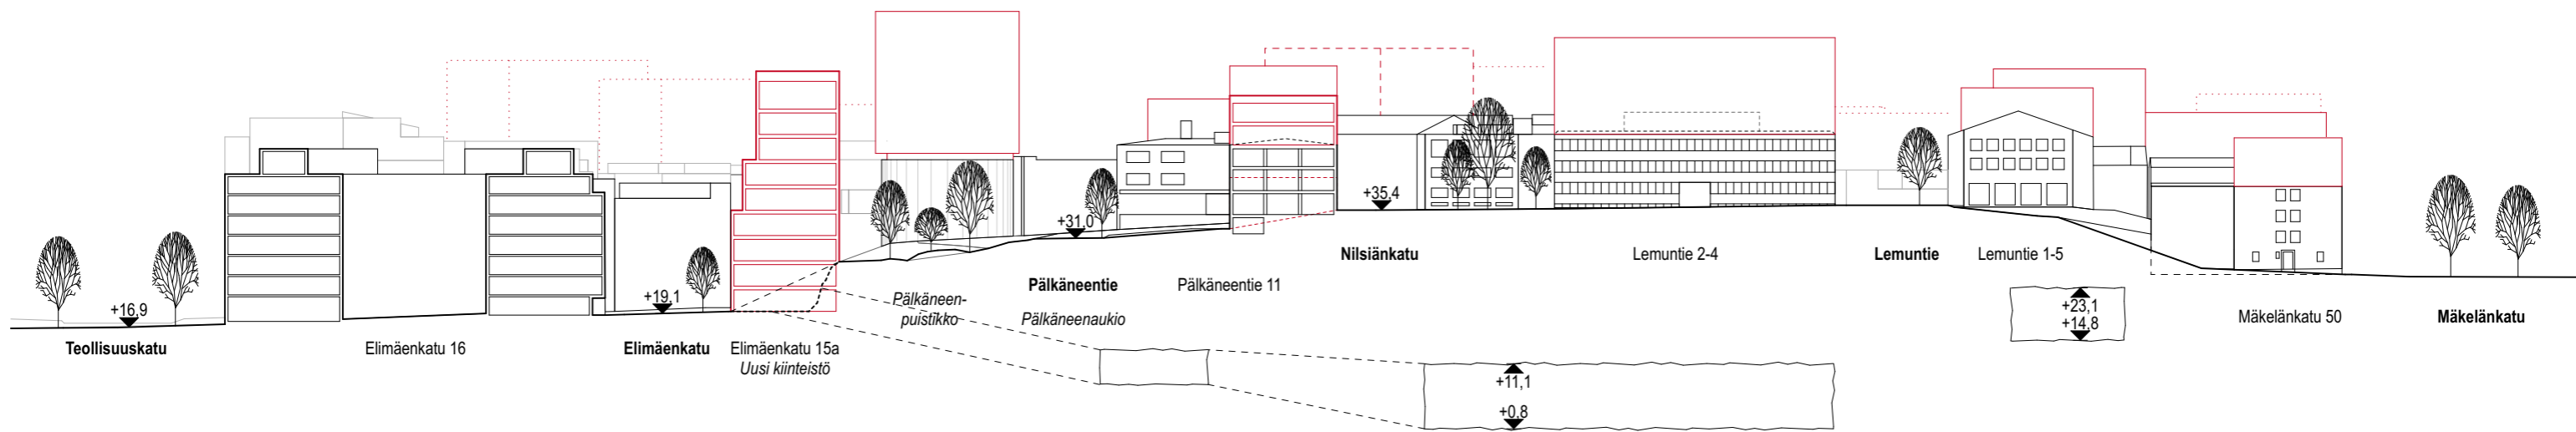 +16,9
Teollisuuskatu
Elimäenkatu 16
+19,1
Elimäenkatu
Elimäenkatu 15a
Uusi kiinteistö
Pälkäneen-
puistikko
+31,0
Pälkäneentie
Pälkäneenaukio
Pälkäneentie 11
+35,4
Nilsiänkatu
+11,1
+0,8
Lemuntie 2-4
Lemuntie
Lemuntie 1-5
+23,1
+14,8
Mäkelänkatu 50
Mäkelänkatu